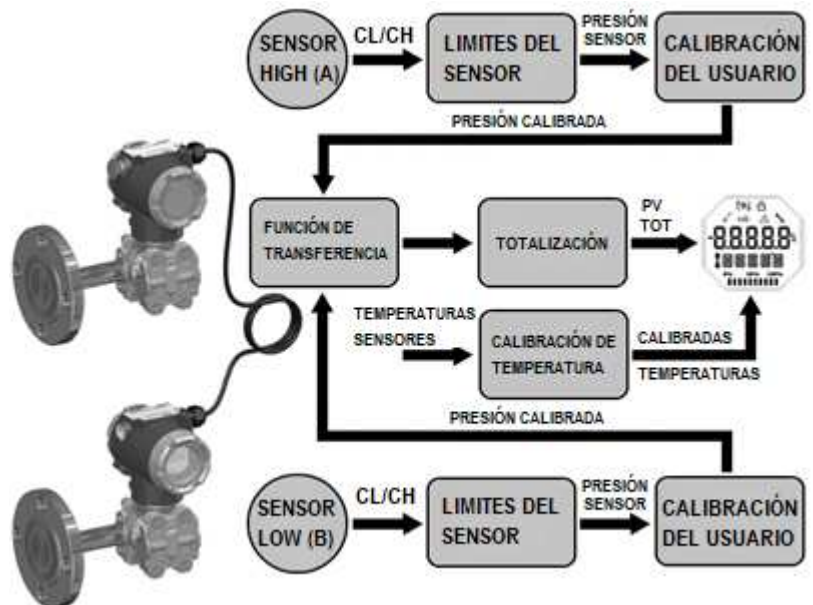 SENSOR
HIGH (A)
CL/CH
LIMITES DEL
SENSOR
PRESIÓN
SENSOR
CALIBRACIÓN
DEL USUARIO
PRESIÓN CALIBRADA
FUNCIÓN DE
TRANSFERENCIA
TOTALIZACIÓN
PV
TOT
TEMPERATURAS
SENSORES
CALIBRACIÓN DE
TEMPERATURA
CALIBRADAS
TEMPERATURAS
PRESIÓN CALIBRADA
SENSOR
LOW (B)
CL/CH
LIMITES DEL
SENSOR
PRESIÓN
SENSOR
CALIBRACIÓN
DEL USUARIO